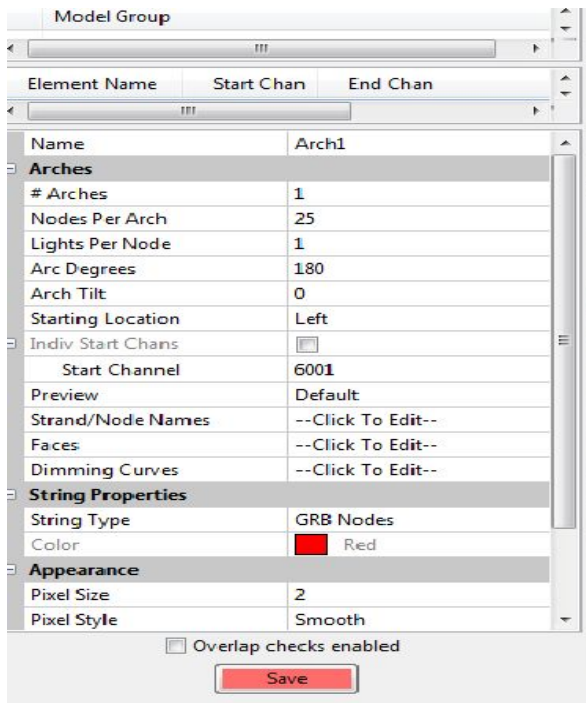 Model Group
Element Name Start Chan End Chan
Name Arch1
Arches
# Arches 1
Nodes Per Arch 25
Lights Per Node 1
Arc Degrees 180
Arch Tilt 0
Starting Location Left
Indiv Start Chans
Start Channel 6001
Preview Default
Strand/Node Names --Click To Edit--
Faces --Click To Edit--
Dimming Curves --Click To Edit--
String Properties
String Type GRB Nodes
Color Red
Appearance
Pixel Size 2
Pixel Style Smooth
Overlap checks enabled
Save